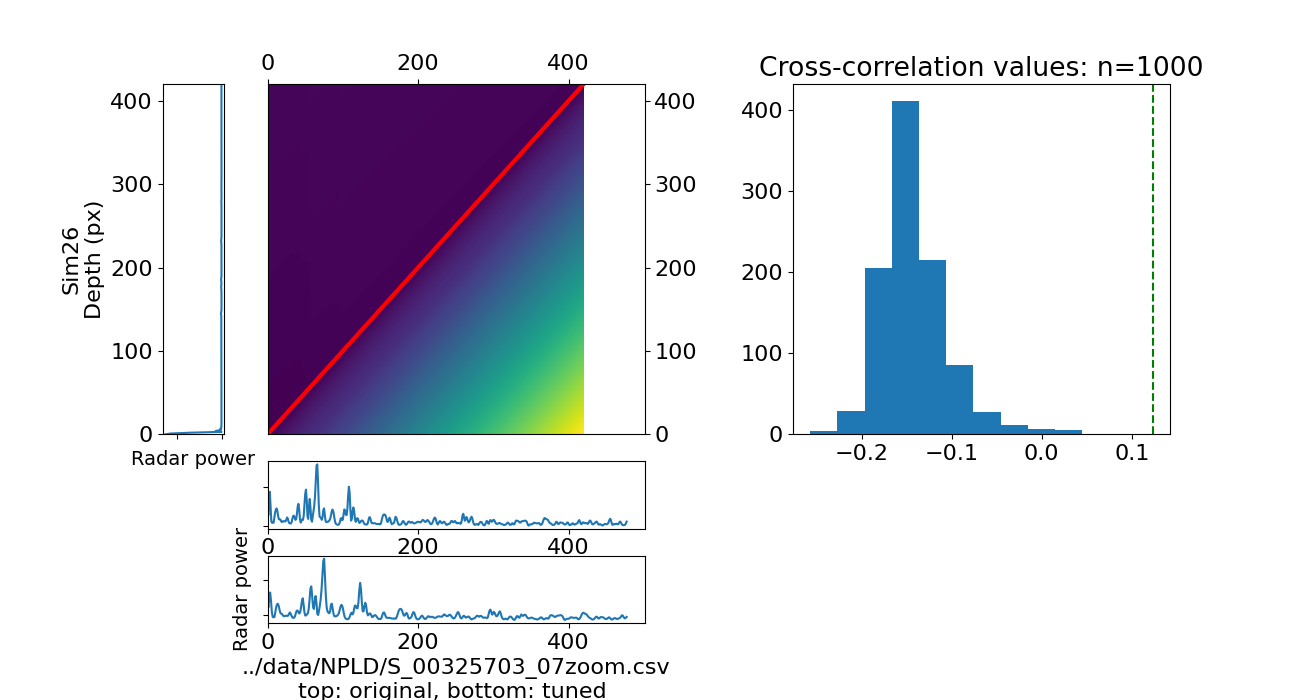 0 200 400
Cross-correlation values: n=1000
400
300
200
100
0
Sim26
Depth (px)
Radar power
400
300
200
100
0
400
300
200
100
0
−0.2 −0.1 0.0 0.1
0 200 400
Radar power
0 200 400
../data/NPLD/S_00325703_07zoom.csv
top: original, bottom: tuned